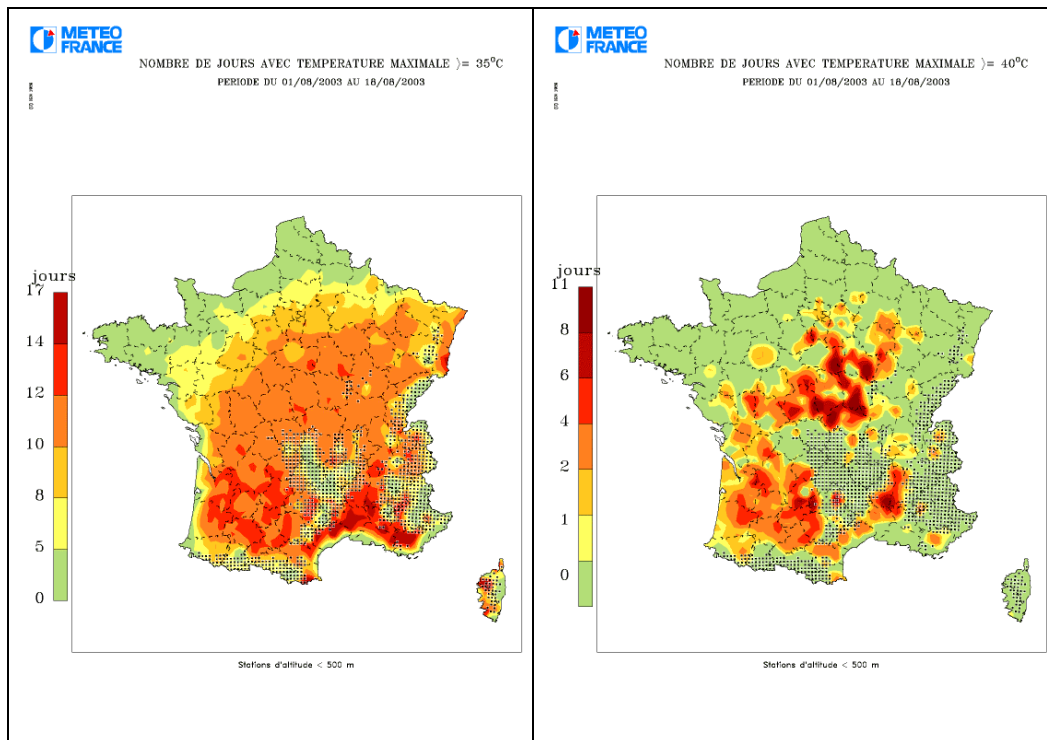 METEO
FRANCE
NOMBRE DE JOURS AVEC TEMPERATURE MAXIMALE >= 35°C
PERIODE DU 01/08/2003 AU 18/08/2003
jours
17
14
12
10
8
5
0
Stations d'altitude < 500 m
METEO
FRANCE
NOMBRE DE JOURS AVEC TEMPERATURE MAXIMALE >= 40°C
PERIODE DU 01/08/2003 AU 18/08/2003
jours
11
8
6
4
2
1
0
Stations d'altitude < 500 m